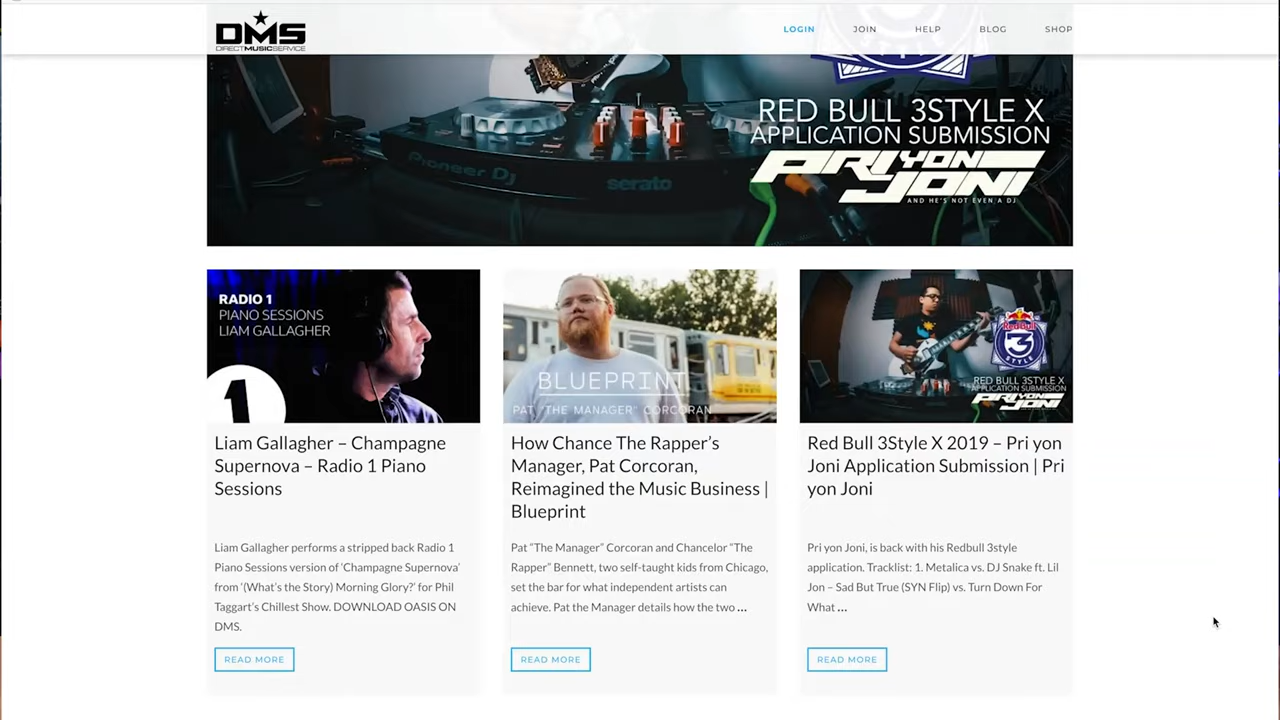 DMS
DIRECTMUSICSERVICE
LOGIN
JOIN
HELP
BLOG
SHOP
RED BULL 3STYLE X
APPLICATION SUBMISSION
PRI YON
JONI
AND HE'S NOT EVEN A DJ
Pioneer Dj
serato
RADIO 1
PIANO SESSIONS
LIAM GALLAGHER
1
Liam Gallagher – Champagne
Supernova – Radio 1 Piano
Sessions
Liam Gallagher performs a stripped back Radio 1
Piano Sessions version of ‘Champagne Supernova’
from ‘(What’s the Story) Morning Glory?’ for Phil
Taggart’s Chillest Show. DOWNLOAD OASIS ON
DMS.
READ MORE
BLUEPRINT
PAT "THE MANAGER" CORCORAN
How Chance The Rapper’s
Manager, Pat Corcoran,
Reimagined the Music Business |
Blueprint
Pat “The Manager” Corcoran and Chancelor “The
Rapper” Bennett, two self-taught kids from Chicago,
set the bar for what independent artists can
achieve. Pat the Manager details how the two ...
READ MORE
Red Bull
3
STYLE
RED BULL 3STYLE X
APPLICATION SUBMISSION
PRI YON
JONI
Red Bull 3Style X 2019 – Pri yon
Joni Application Submission | Pri
yon Joni
Pri yon Joni, is back with his Redbull 3style
application. Tracklist: 1. Metalica vs. DJ Snake ft. Lil
Jon – Sad But True (SYN Flip) vs. Turn Down For
What ...
READ MORE